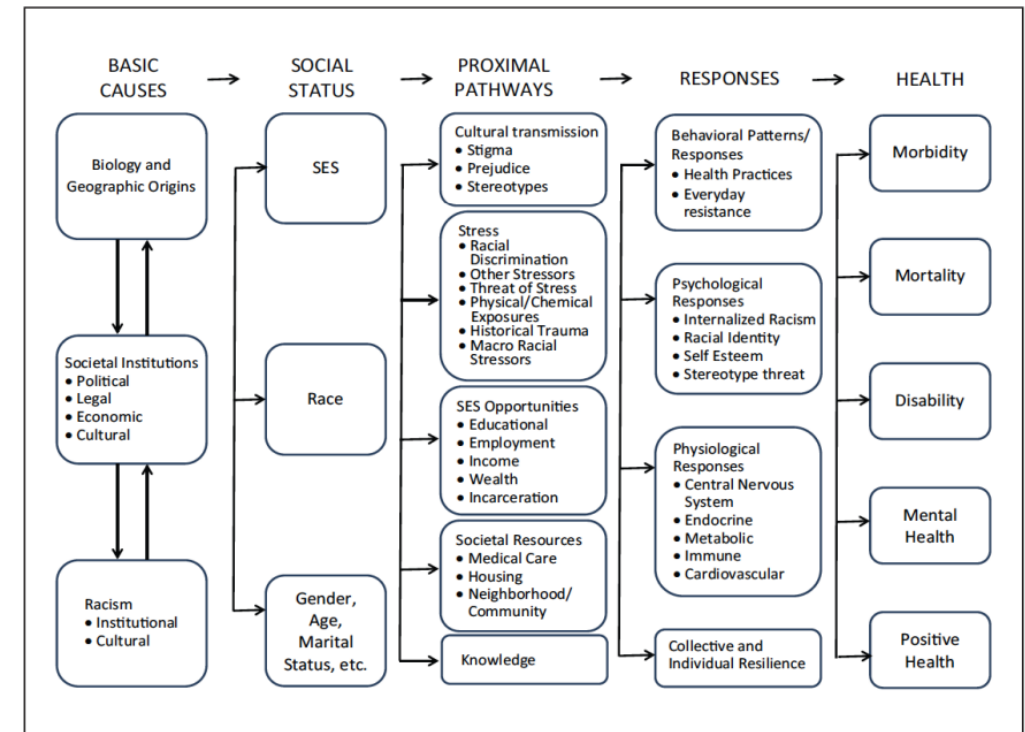 BASIC
CAUSES
SOCIAL
STATUS
PROXIMAL
PATHWAYS
RESPONSES
HEALTH
Biology and
Geographic Origins
Societal Institutions
• Political
• Legal
• Economic
• Cultural
Racism
• Institutional
• Cultural
SES
Race
Gender,
Age,
Marital
Status, etc.
Cultural transmission
• Stigma
• Prejudice
• Stereotypes
Stress
• Racial
Discrimination
• Other Stressors
• Threat of Stress
• Physical/Chemical
Exposures
• Historical Trauma
• Macro Racial
Stressors
SES Opportunities
• Educational
• Employment
• Income
• Wealth
• Incarceration
Societal Resources
• Medical Care
• Housing
• Neighborhood/
Community
Knowledge
Behavioral Patterns/
Responses
• Health Practices
• Everyday
resistance
Psychological
Responses
• Internalized Racism
• Racial Identity
• Self Esteem
• Stereotype threat
Physiological
Responses
• Central Nervous
System
• Endocrine
• Metabolic
• Immune
• Cardiovascular
Collective and
Individual Resilience
Morbidity
Mortality
Disability
Mental
Health
Positive
Health